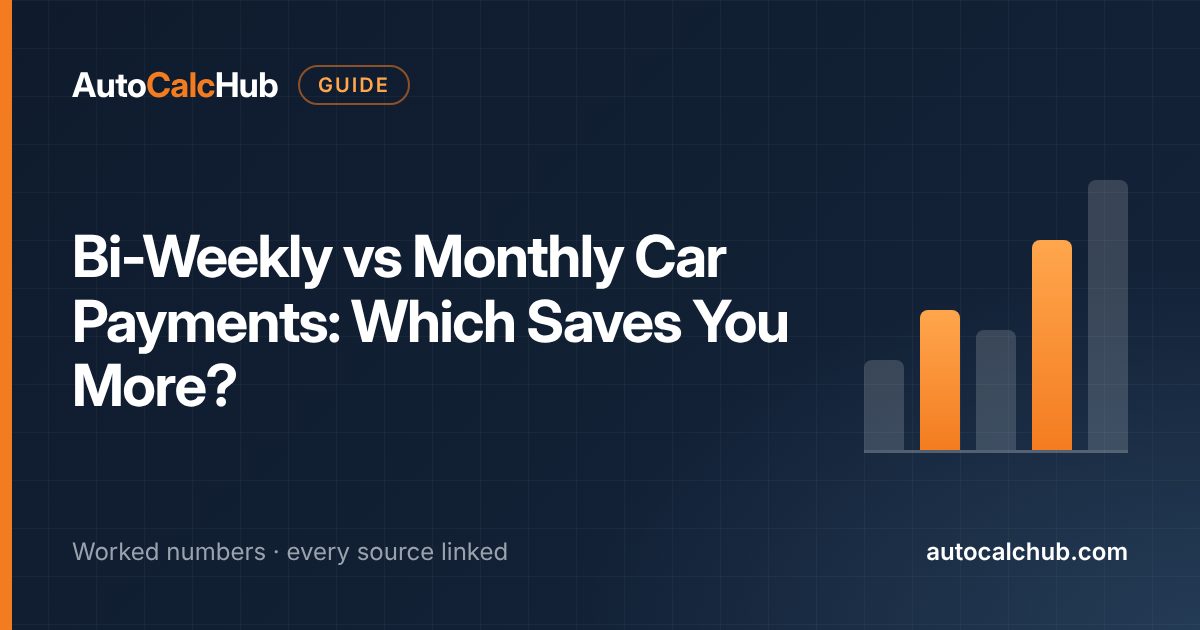 AutoCalcHub GUIDE
Bi-Weekly vs Monthly Car
Payments: Which Saves You
More?
Worked numbers · every source linked
autocalchub.com